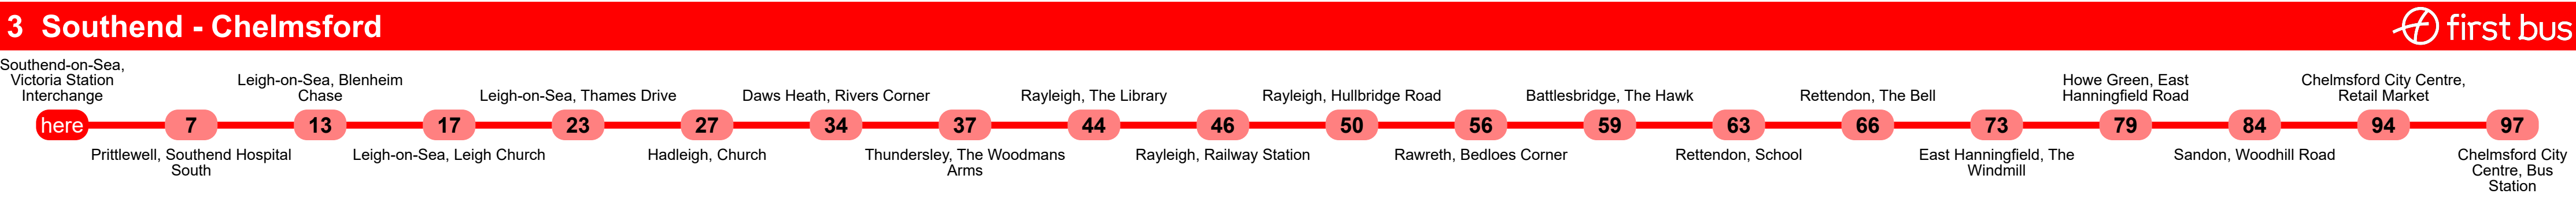 3 Southend - Chelmsford
first bus
Southend-on-Sea,
Victoria Station
Interchange
here
7
Prittlewell, Southend Hospital
South
Leigh-on-Sea, Blenheim
Chase
13
17
Leigh-on-Sea, Leigh Church
Leigh-on-Sea, Thames Drive
23
27
Hadleigh, Church
Daws Heath, Rivers Corner
34
37
Thundersley, The Woodmans
Arms
Rayleigh, The Library
44
46
Rayleigh, Railway Station
Rayleigh, Hullbridge Road
50
56
Rawreth, Bedloes Corner
Battlesbridge, The Hawk
59
63
Rettendon, School
Rettendon, The Bell
66
73
East Hanningfield, The
Windmill
Howe Green, East
Hanningfield Road
79
84
Sandon, Woodhill Road
Chelmsford City Centre,
Retail Market
94
97
Chelmsford City
Centre, Bus
Station